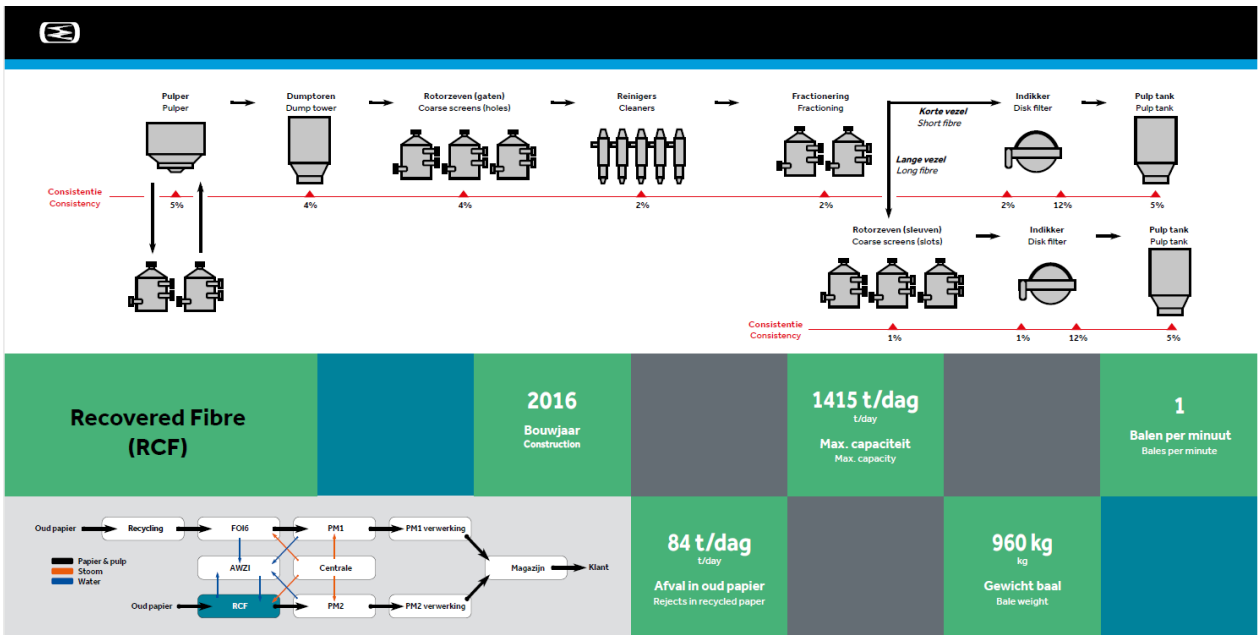 Pulper
Pulper
Dumptoren
Dump tower
Rotorzeven (gaten)
Coarse screens (holes)
Reinigers
Cleaners
Fractionering
Fractioning
Korte vezel
Short fibre
Lange vezel
Long fibre
Indikker
Disk filter
Pulp tank
Pulp tank
Consistentie
Consistency
5%
4%
4%
2%
2%
2%
12%
5%
Rotorzeven (sleuven)
Coarse screens (slots)
Indikker
Disk filter
Pulp tank
Pulp tank
Consistentie
Consistency
1%
1%
12%
5%
Recovered Fibre
(RCF)
2016
Bouwjaar
Construction
1415 t/dag
t/day
Max. capaciteit
Max. capacity
1
Balen per minuut
Bales per minute
Oud papier
Recycling
FOI6
PM1
PM1 verwerking
Papier & pulp
Stoom
Water
AWZI
Centrale
Magazijn
Klant
Oud papier
RCF
PM2
PM2 verwerking
84 t/dag
t/day
Afval in oud papier
Rejects in recycled paper
960 kg
kg
Gewicht baal
Bale weight